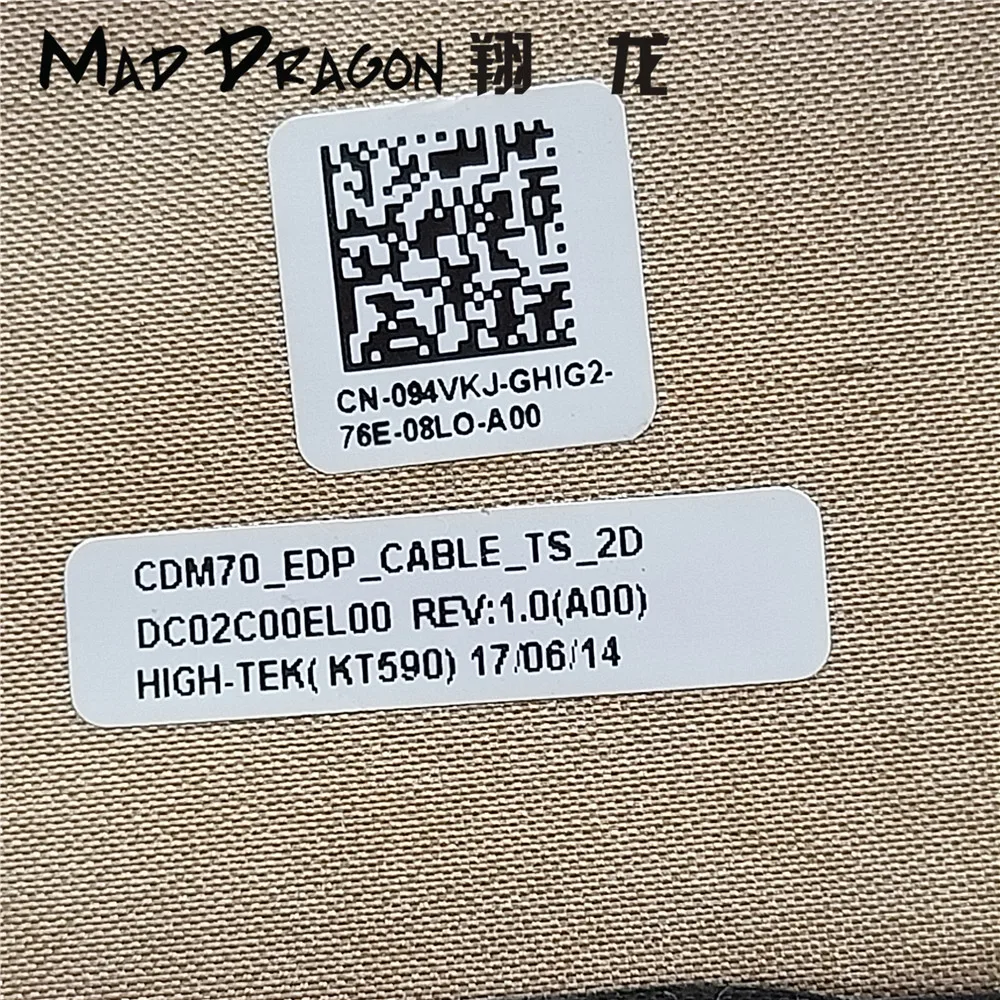 MAD DRAGON 翔 龙
CN-094VKJ-GHIG2-
76E-08LO-A00
CDM70_EDP_CABLE_TS_2D
DC02C00EL00 REV:1.0(A00)
HIGH-TEK( KT590) 17/06/14